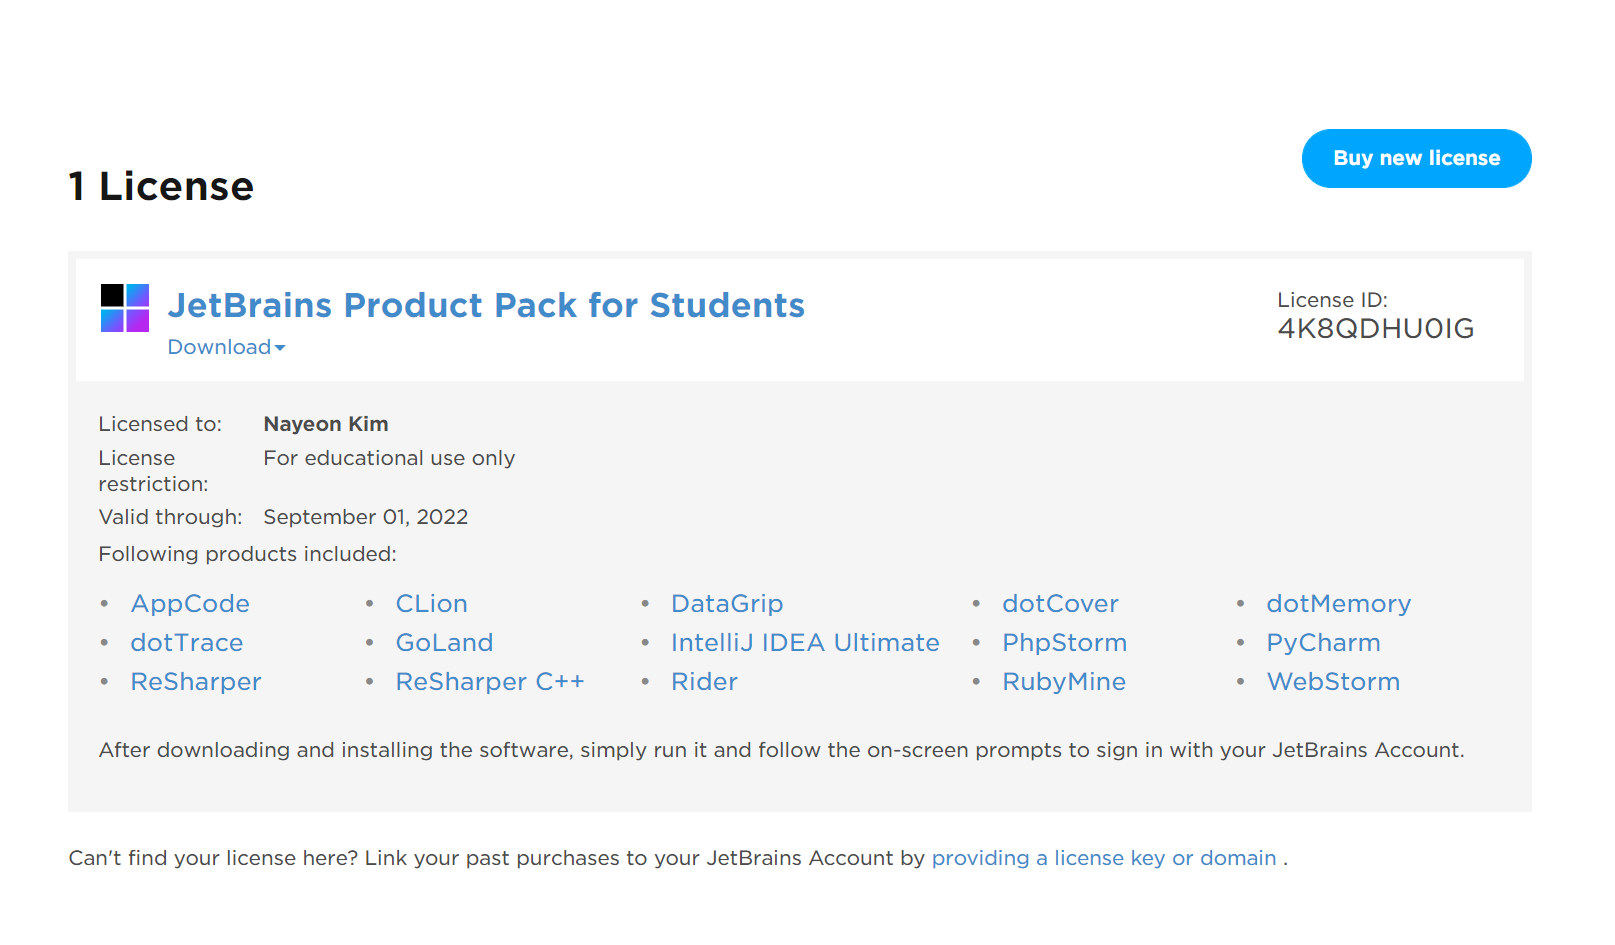 Buy new license
1 License
JetBrains Product Pack for Students
Download
License ID:
4K8QDHU0IG
Licensed to: Nayeon Kim
License restriction: For educational use only
Valid through: September 01, 2022
Following products included:
• AppCode • CLion • DataGrip • dotCover • dotMemory
• dotTrace • GoLand • IntelliJ IDEA Ultimate • PhpStorm • PyCharm
• ReSharper • ReSharper C++ • Rider • RubyMine • WebStorm
After downloading and installing the software, simply run it and follow the on-screen prompts to sign in with your JetBrains Account.
Can't find your license here? Link your past purchases to your JetBrains Account by providing a license key or domain .